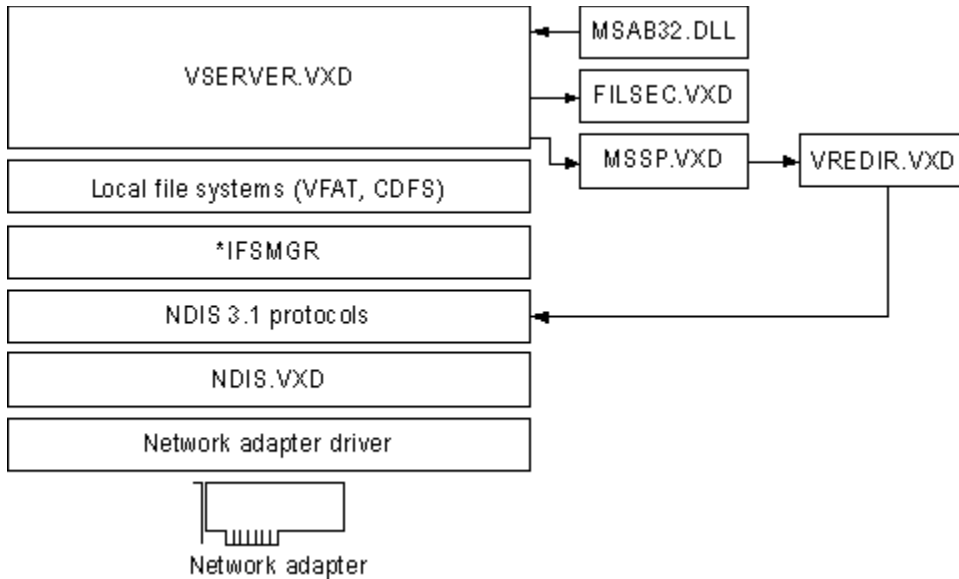 MSAB32.DLL
VSERVER.VXD
FILSEC.VXD
MSSP.VXD
VREDIR.VXD
Local file systems (VFAT, CDFS)
*IFSMGR
NDIS 3.1 protocols
NDIS.VXD
Network adapter driver
Network adapter